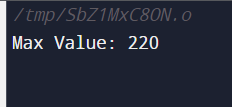 /tmp/SbZ1MxC8ON.o
Max Value: 220